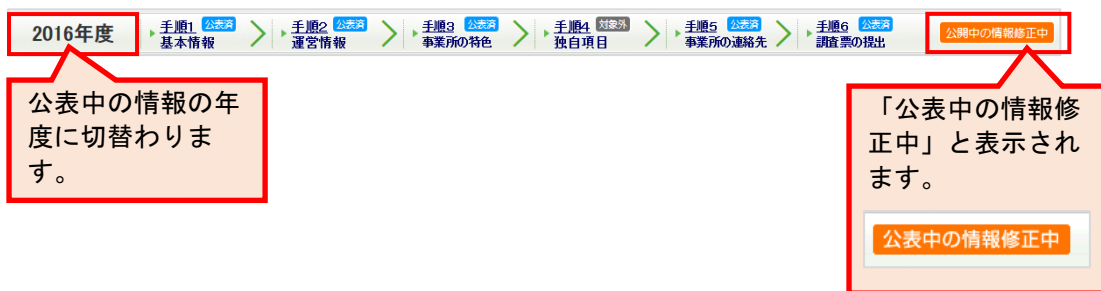 2016年度
手順1 公表済
基本情報
手順2 公表済
運営情報
手順3 公表済
事業所の特色
手順4 対象外
独自項目
手順5 公表済
事業所の連絡先
手順6 公表済
調査票の提出
公開中の情報修正中
公表中の情報の年
度に切替わりま
す。
「公表中の情報修
正中」と表示され
ます。
公表中の情報修正中